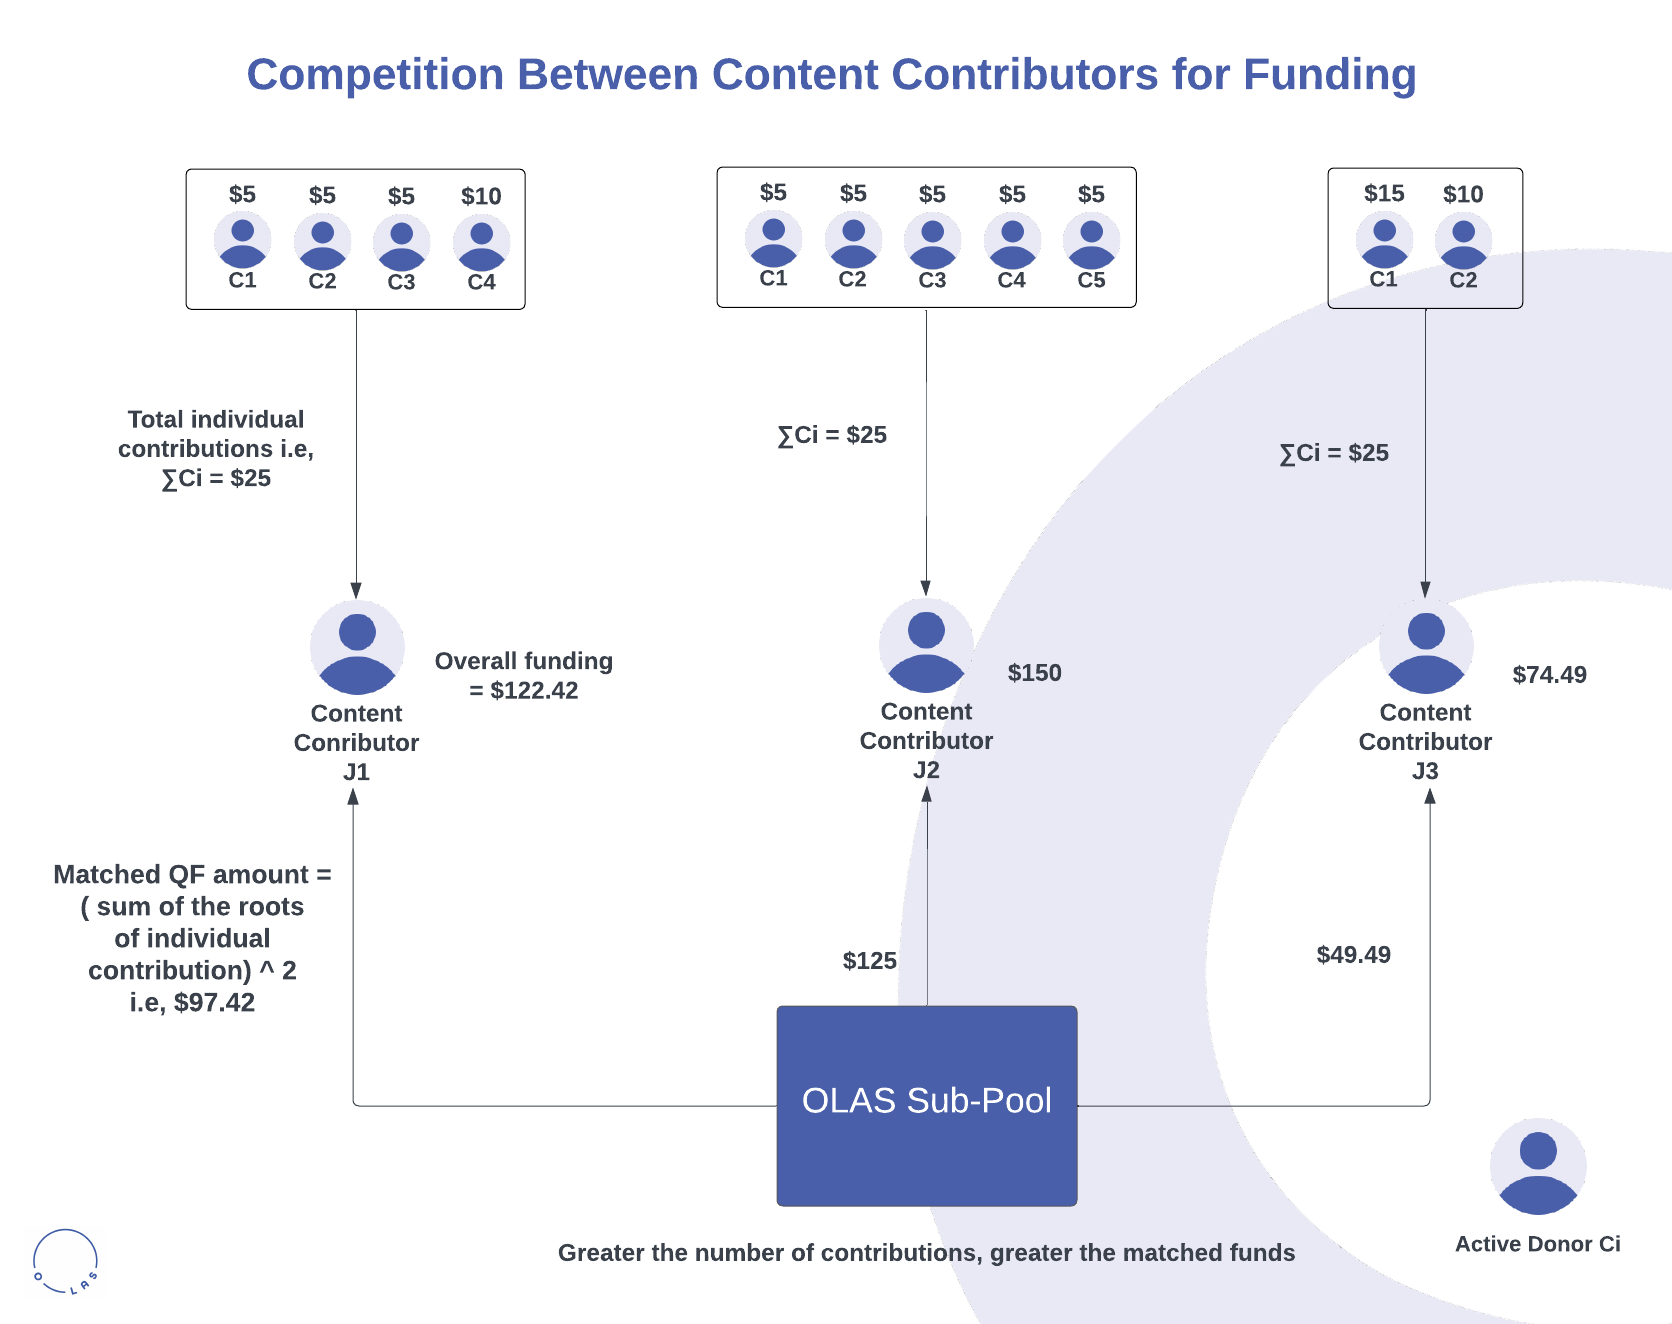 Competition Between Content Contributors for Funding
$5 $5 $5 $10
C1 C2 C3 C4
$5 $5 $5 $5 $5
C1 C2 C3 C4 C5
$15 $10
C1 C2
Total individual
contributions i.e,
∑Ci = $25
∑Ci = $25
∑Ci = $25
Overall funding
= $122.42
Content
Conributor
J1
$150
Content
Contributor
J2
$74.49
Content
Contributor
J3
Matched QF amount =
( sum of the roots
of individual
contribution) ^ 2
i.e, $97.42
$125
$49.49
OLAS Sub-Pool
Greater the number of contributions, greater the matched funds
Active Donor Ci
O LAS